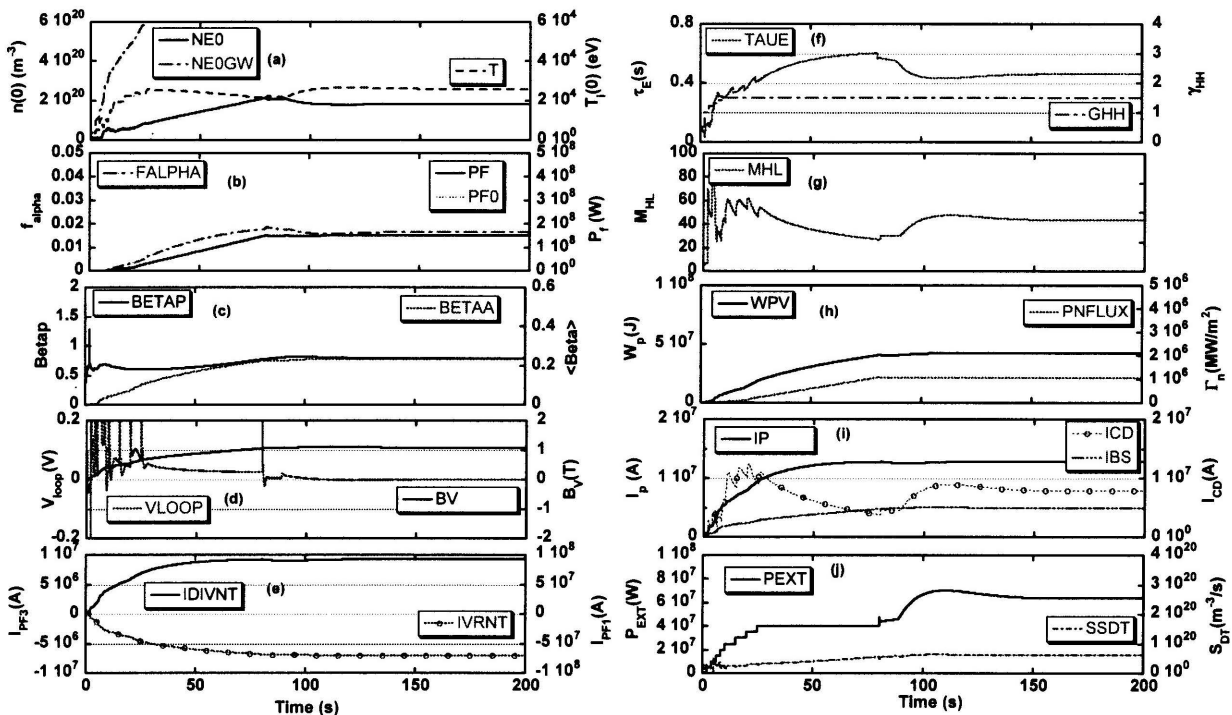 n(0) (m⁻³)
6 10²⁰
4 10²⁰
2 10²⁰
0
NE0
NE0GW
(a)
T
6 10⁴
4 10⁴
2 10⁴
0 10⁰
Tᵢ(0) (eV)
f_alpha
0.05
0.04
0.03
0.02
0.01
0
FALPHA
(b)
PF
PF0
5 10⁸
4 10⁸
3 10⁸
2 10⁸
1 10⁸
0 10⁰
P_f (W)
Betap
2
1.5
1
0.5
0
BETAP
(c)
BETAA
0.6
0.4
0.2
0
<Beta>
V_loop(V)
0.2
0.1
0
-0.1
-0.2
VLOOP
(d)
BV
2
1
0
-1
-2
B_V(T)
I_PF3(A)
1 10⁷
5 10⁶
0
-5 10⁶
-1 10⁷
IDIVNT
(e)
IVRNT
1 10⁸
5 10⁷
0
-5 10⁷
-1 10⁸
I_PF1(A)
0
50
100
150
200
Time (s)
τ_E(s)
0.8
0.4
0
TAUE
(f)
GHH
4
3
2
1
0
γ_HH
M_HL
100
80
60
40
20
0
MHL
(g)
W_p(J)
1 10⁸
5 10⁷
0
WPV
(h)
PNFLUX
5 10⁶
4 10⁶
3 10⁶
2 10⁶
1 10⁶
0 10⁰
Γ_n(MW/m²)
I_p (A)
2 10⁷
1 10⁷
0
IP
(i)
ICD
IBS
2 10⁷
1 10⁷
0 10⁰
I_CD(A)
P_EXT(W)
1 10⁸
8 10⁷
6 10⁷
4 10⁷
2 10⁷
0
PEXT
(j)
SSDT
4 10²⁰
3 10²⁰
2 10²⁰
1 10²⁰
0 10⁰
S_DT(m⁻³/s)
0
50
100
150
200
Time (s)